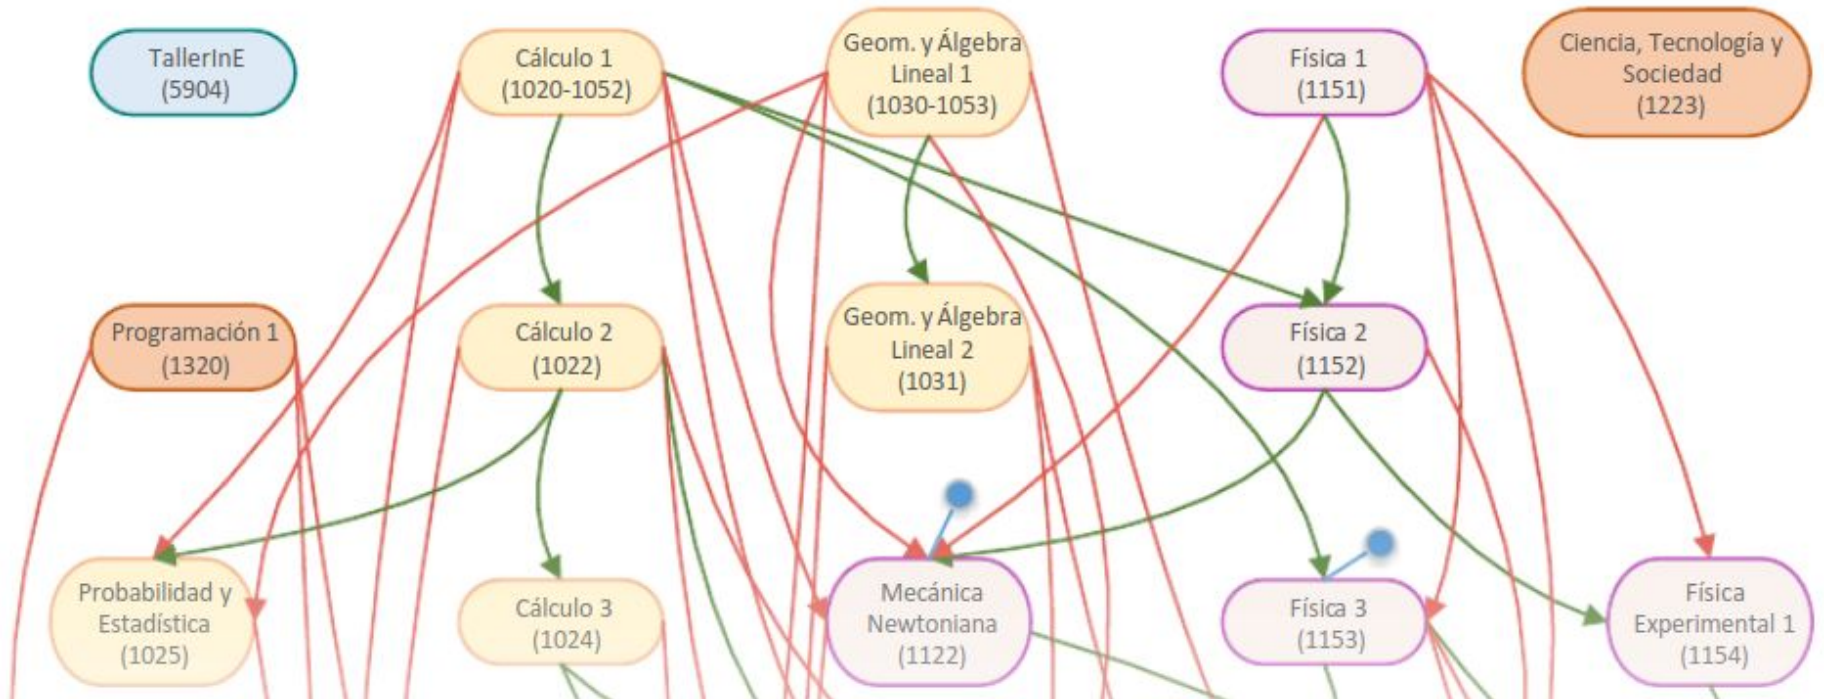 TallerInE
(5904)
Cálculo 1
(1020-1052)
Geom. y Álgebra
Lineal 1
(1030-1053)
Física 1
(1151)
Ciencia, Tecnología y
Sociedad
(1223)
Programación 1
(1320)
Cálculo 2
(1022)
Geom. y Álgebra
Lineal 2
(1031)
Física 2
(1152)
Probabilidad y
Estadística
(1025)
Cálculo 3
(1024)
Mecánica
Newtoniana
(1122)
Física 3
(1153)
Física
Experimental 1
(1154)